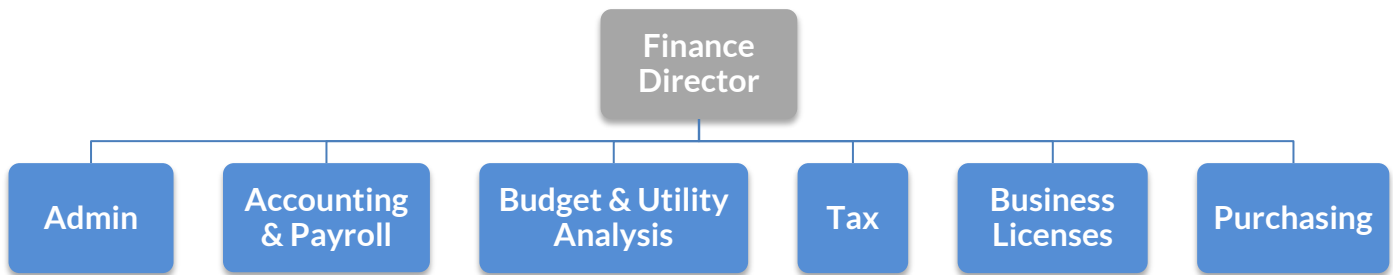 Finance
Director
Admin
Accounting
& Payroll
Budget & Utility
Analysis
Tax
Business
Licenses
Purchasing